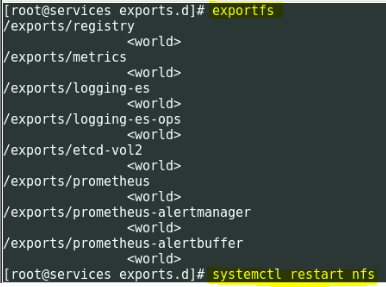 [root@services exports.d]# exportfs
/exports/registry
<world>
/exports/metrics
<world>
/exports/logging-es
<world>
/exports/logging-es-ops
<world>
/exports/etcd-vol2
<world>
/exports/prometheus
<world>
/exports/prometheus-alertmanager
<world>
/exports/prometheus-alertbuffer
<world>
[root@services exports.d]# systemctl restart nfs